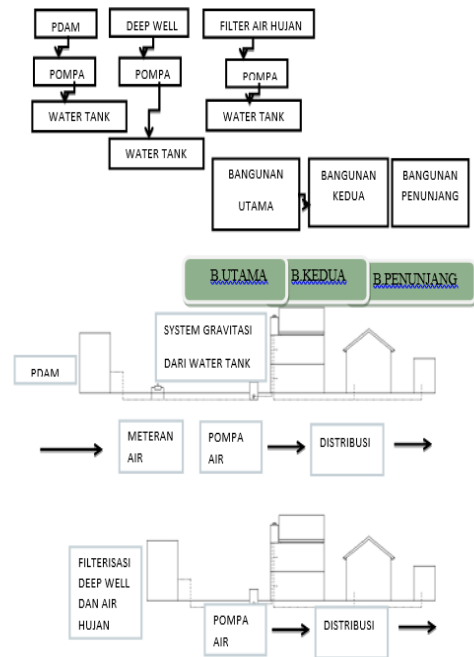 PDAM
DEEP WELL
FILTER AIR HUJAN
POMPA
POMPA
POMPA
WATER TANK
WATER TANK
WATER TANK
BANGUNAN
UTAMA
BANGUNAN
KEDUA
BANGUNAN
PENUNJANG
B.UTAMA
B.KEDUA
B.PENUNJANG
SYSTEM GRAVITASI
DARI WATER TANK
PDAM
METERAN
AIR
POMPA
AIR
DISTRIBUSI
FILTERISASI
DEEP WELL
DAN AIR
HUJAN
POMPA
AIR
DISTRIBUSI